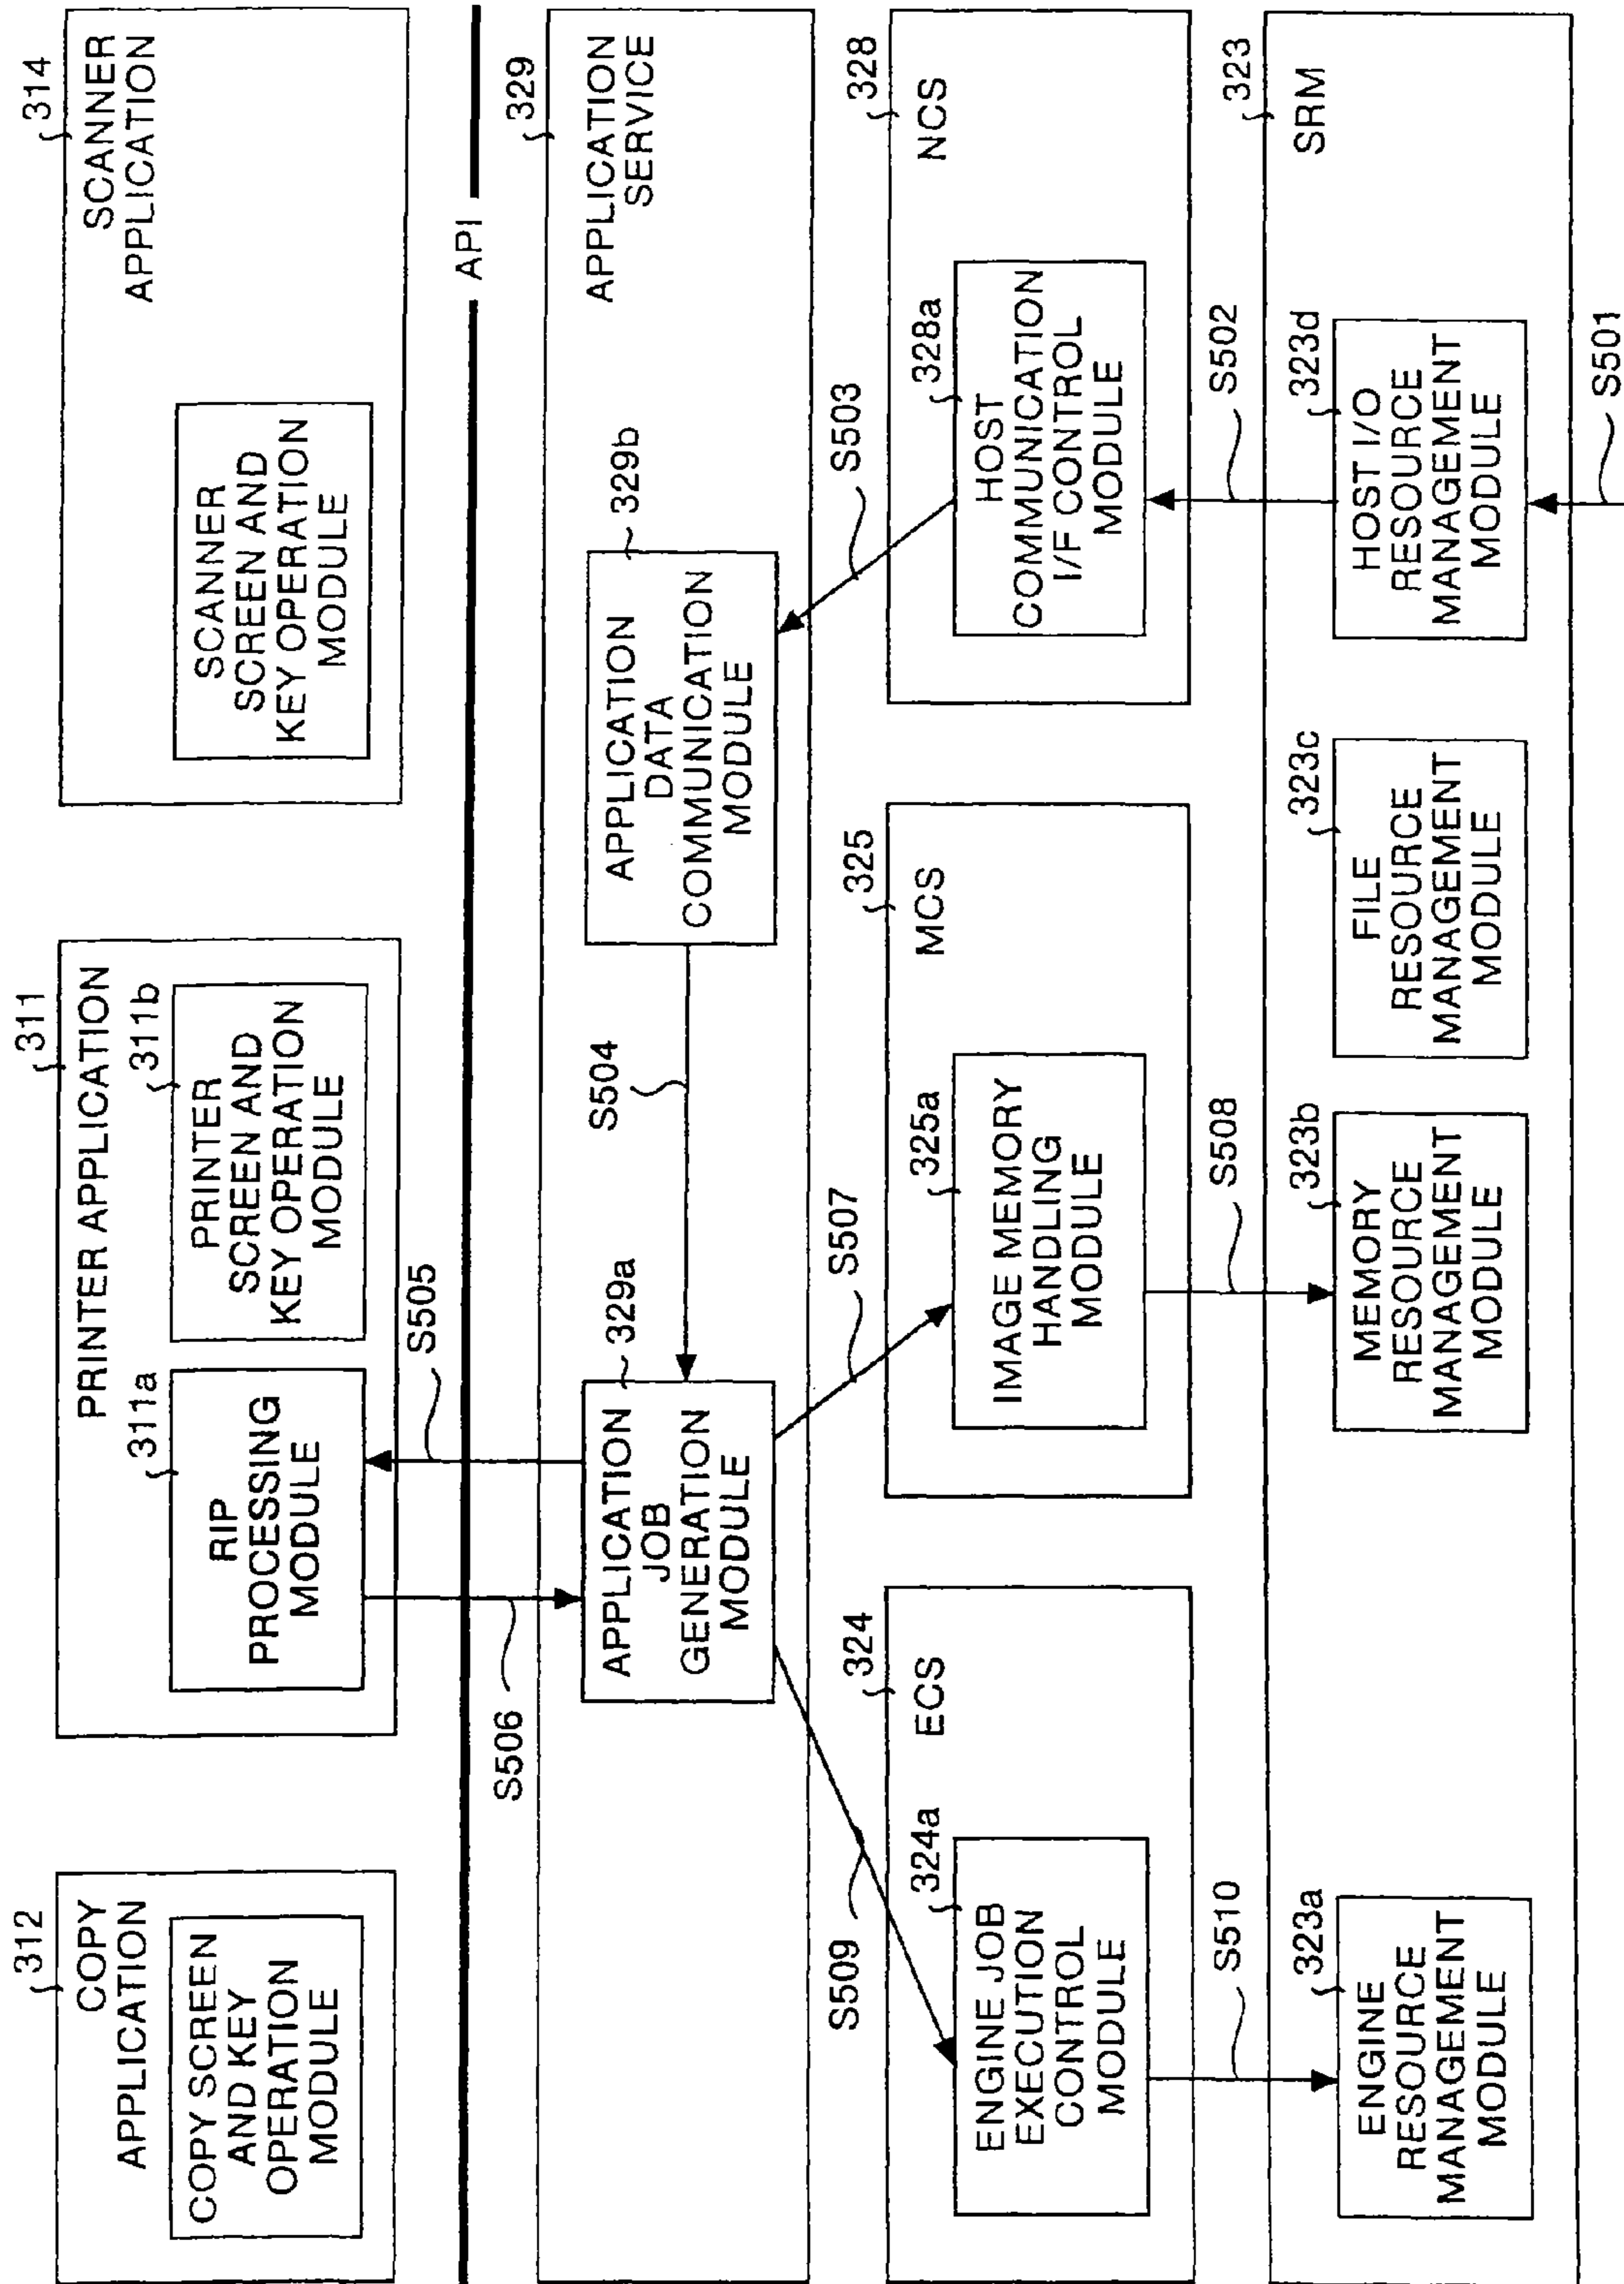 312
COPY
APPLICATION
COPY SCREEN
AND KEY
OPERATION
MODULE
311
PRINTER APPLICATION
311a
RIP
PROCESSING
MODULE
311b
PRINTER
SCREEN AND
KEY OPERATION
MODULE
314
SCANNER
APPLICATION
SCANNER
SCREEN AND
KEY OPERATION
MODULE
S506
S505
API
329
APPLICATION
SERVICE
329a
APPLICATION
JOB
GENERATION
MODULE
S504
329b
APPLICATION
DATA
COMMUNICATION
MODULE
S509
S507
S503
324
ECS
324a
ENGINE JOB
EXECUTION
CONTROL
MODULE
325
MCS
325a
IMAGE MEMORY
HANDLING
MODULE
328
NCS
328a
HOST
COMMUNICATION
I/F CONTROL
MODULE
S510
S508
S502
323
SRM
323a
ENGINE
RESOURCE
MANAGEMENT
MODULE
323b
MEMORY
RESOURCE
MANAGEMENT
MODULE
323c
FILE
RESOURCE
MANAGEMENT
MODULE
323d
HOST I/O
RESOURCE
MANAGEMENT
MODULE
S501